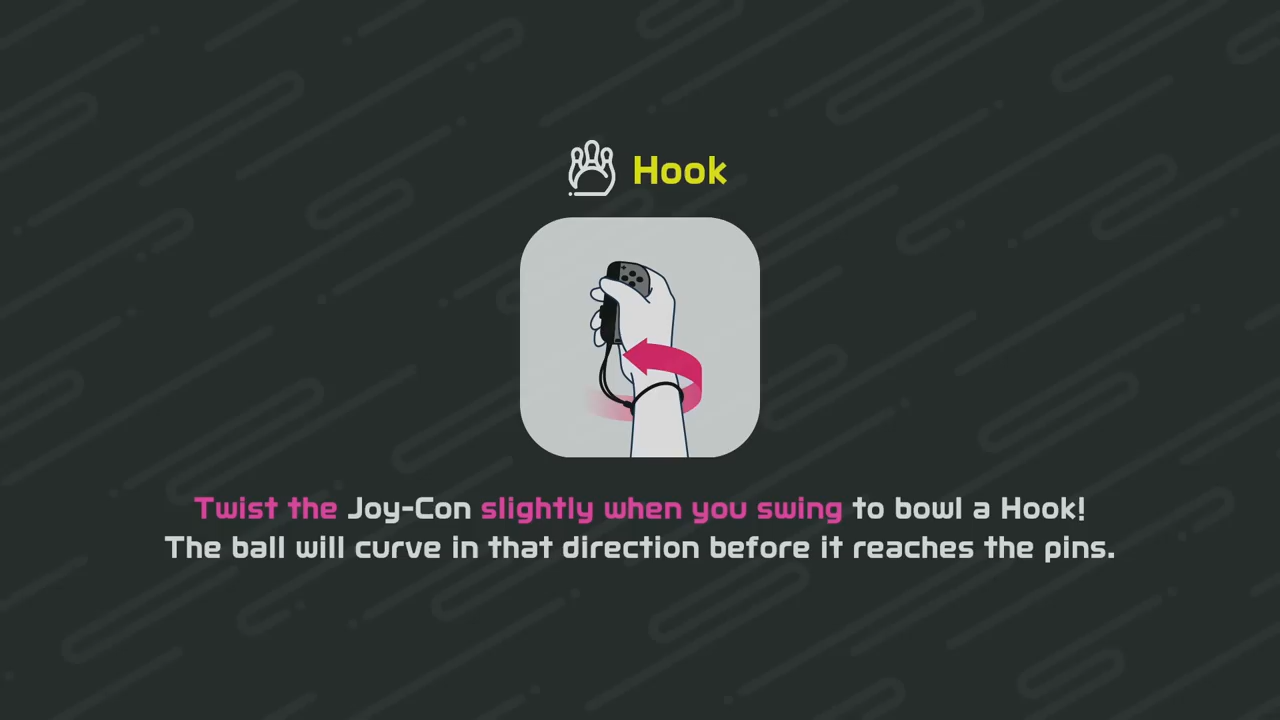 Hook
Twist the Joy-Con slightly when you swing to bowl a Hook!
The ball will curve in that direction before it reaches the pins.